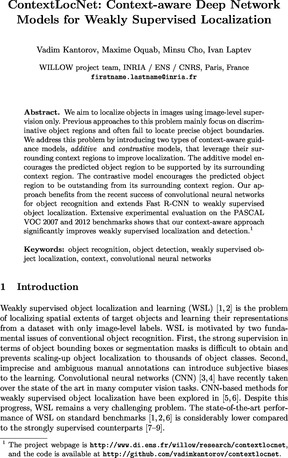 ContextLocNet: Context-aware Deep Network
Models for Weakly Supervised Localization
Vadim Kantorov, Maxime Oquab, Minsu Cho, Ivan Laptev
WILLOW project team, INRIA / ENS / CNRS, Paris, France
firstname.lastname@inria.fr
Abstract. We aim to localize objects in images using image-level super-
vision only. Previous approaches to this problem mainly focus on discrim-
inative object regions and often fail to locate precise object boundaries.
We address this problem by introducing two types of context-aware guid-
ance models, additive and contrastive models, that leverage their sur-
rounding context regions to improve localization. The additive model en-
courages the predicted object region to be supported by its surrounding
context region. The contrastive model encourages the predicted object
region to be outstanding from its surrounding context region. Our ap-
proach benefits from the recent success of convolutional neural networks
for object recognition and extends Fast R-CNN to weakly supervised
object localization. Extensive experimental evaluation on the PASCAL
VOC 2007 and 2012 benchmarks shows that our context-aware approach
significantly improves weakly supervised localization and detection.1
Keywords: object recognition, object detection, weakly supervised ob-
ject localization, context, convolutional neural networks
1 Introduction
Weakly supervised object localization and learning (WSL) [1,2] is the problem
of localizing spatial extents of target objects and learning their representations
from a dataset with only image-level labels. WSL is motivated by two funda-
mental issues of conventional object recognition. First, the strong supervision in
terms of object bounding boxes or segmentation masks is difficult to obtain and
prevents scaling-up object localization to thousands of object classes. Second,
imprecise and ambiguous manual annotations can introduce subjective biases
to the learning. Convolutional neural networks (CNN) [3,4] have recently taken
over the state of the art in many computer vision tasks. CNN-based methods for
weakly supervised object localization have been explored in [5,6]. Despite this
progress, WSL remains a very challenging problem. The state-of-the-art perfor-
mance of WSL on standard benchmarks [1,2,6] is considerably lower compared
to the strongly supervised counterparts [7–9].
1 The project webpage is http://www.di.ens.fr/willow/research/contextlocnet,
and the code is available at http://github.com/vadimkantorov/contextlocnet.